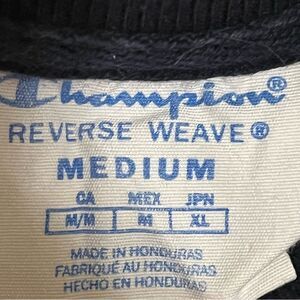 Champion®
REVERSE WEAVE®
MEDIUM
CA MEX JPN
M/M M XL
MADE IN HONDURAS
FABRIQUÉ AU HONDURAS
HECHO EN HONDURAS